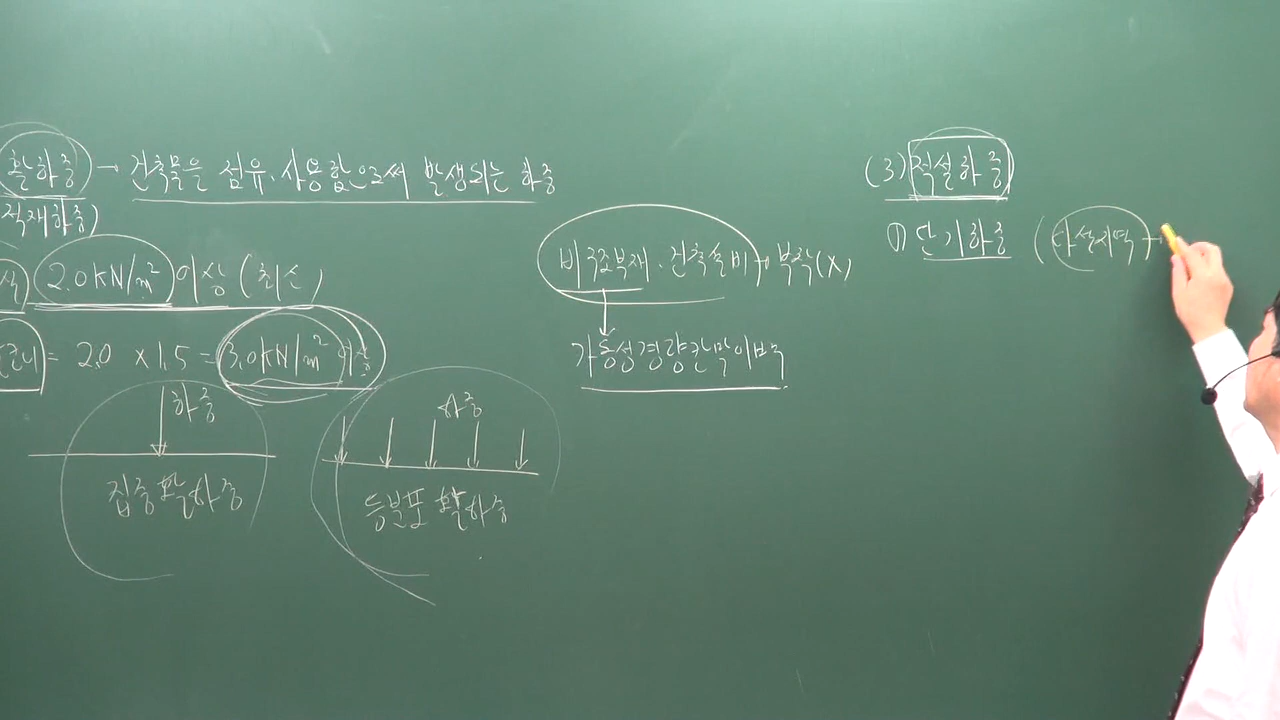 활하중 → 건축물을 점유·사용함으로써 발생되는 하중
적재하중)
2.0kN/m² 이상 (최소)
= 2.0 × 1.5 = 3.0kN/m² 이상
하중
집중활하중
하중
등분포 활하중
비구조부재·건축설비 → 부착(X)
가동성경량칸막이벽
(3) 적설하중
① 단기하중 (다설지역 →